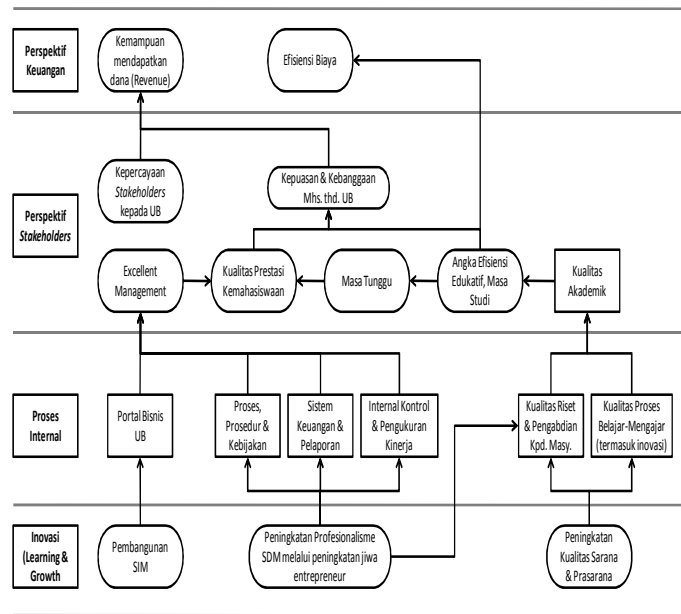 Perspektif
Keuangan
Kemampuan
mendapatkan
dana (Revenue)
Efisiensi Biaya
Perspektif
Stakeholders
Kepercayaan
Stakeholders
kepada UB
Kepuasan & Kebanggaan
Mhs. thd. UB
Excellent
Management
Kualitas Prestasi
Kemahasiswaan
Masa Tunggu
Angka Efisiensi
Edukatif, Masa
Studi
Kualitas
Akademik
Proses
Internal
Portal Bisnis
UB
Proses,
Prosedur &
Kebijakan
Sistem
Keuangan &
Pelaporan
Internal Kontrol
& Pengukuran
Kinerja
Kualitas Riset
& Pengabdian
Kpd. Masy.
Kualitas Proses
Belajar-Mengajar
(termasuk inovasi)
Inovasi
(Learning &
Growth
Pembangunan
SIM
Peningkatan Profesionalisme
SDM melalui peningkatan jiwa
entrepreneur
Peningkatan
Kualitas Sarana
& Prasarana